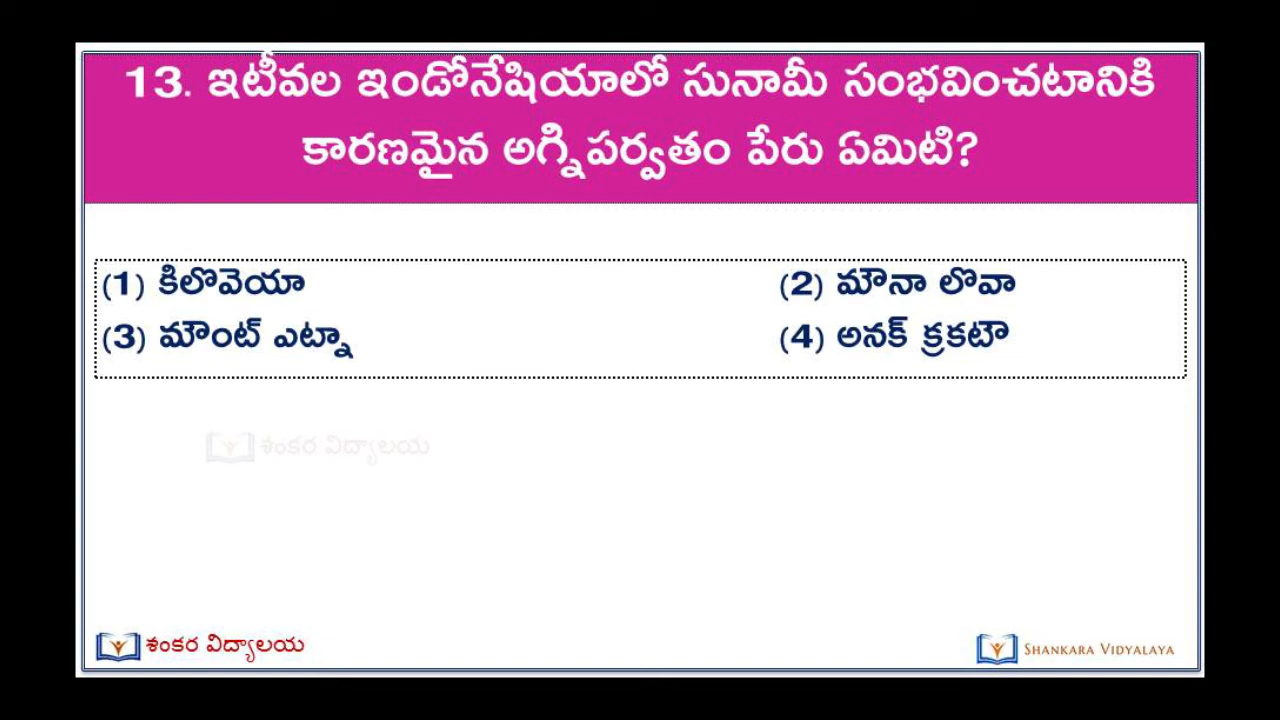 13. ఇటీవల ఇండోనేషియాలో సునామీ సంభవించటానికి
కారణమైన అగ్నిపర్వతం పేరు ఏమిటి?
(1) కిలొవెయా (2) మౌనా లొవా
(3) మౌంట్ ఎట్నా (4) అనక్ క్రకటౌ
శంకర విద్యాలయ
శంకర విద్యాలయ SHANKARA VIDYALAYA